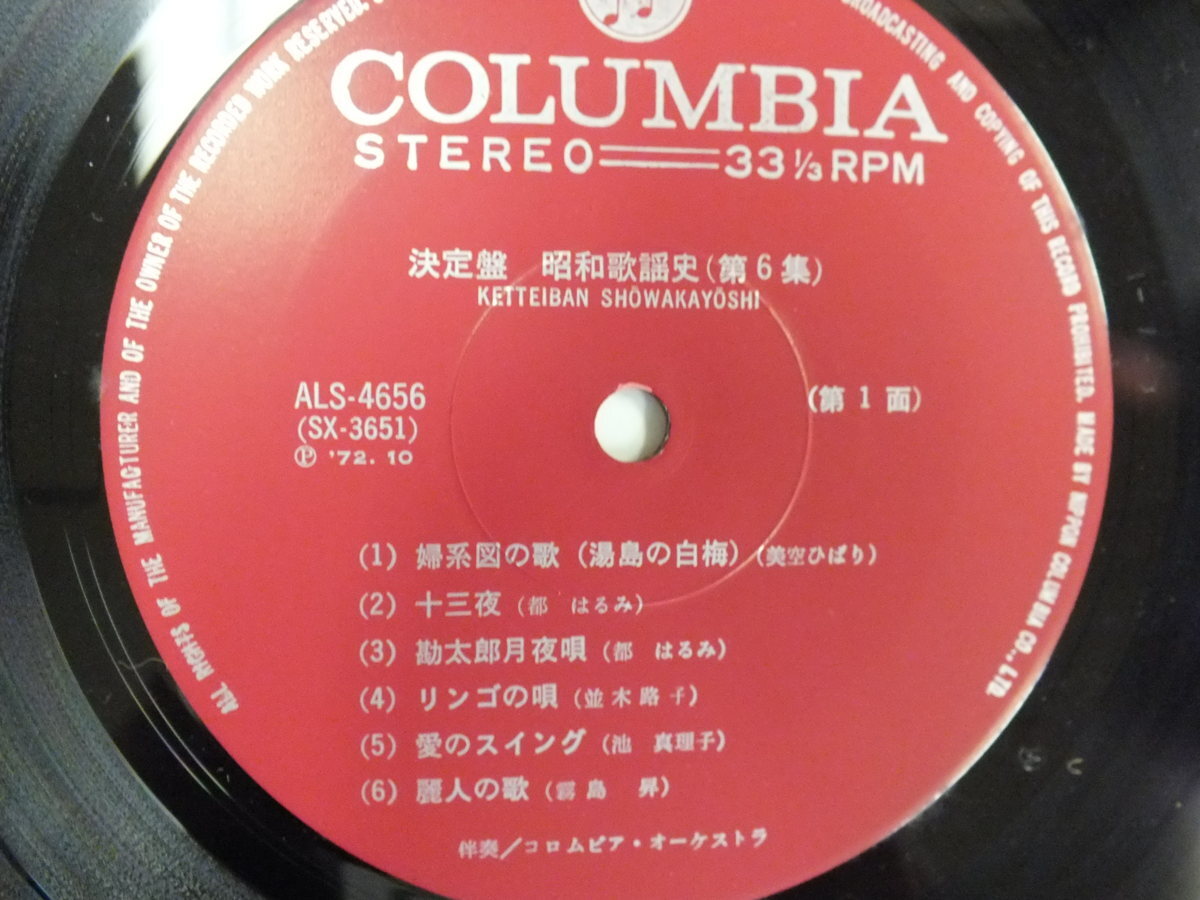 COLUMBIA
STEREO 33 1/3 RPM
決定盤 昭和歌謡史(第6集)
KETTEIBAN SHŌWAKAYŌSHI
ALS-4656
(第1面)
(SX-3651)
Ⓟ '72.10
(1) 婦系図の歌(湯島の白梅)(美空ひばり)
(2) 十三夜(都 はるみ)
(3) 勘太郎月夜唄(都 はるみ)
(4) リンゴの唄(並木路子)
(5) 愛のスイング(池 真理子)
(6) 麗人の歌(霧島 昇)
伴奏/コロムビア・オーケストラ
ALL RIGHTS OF THE MANUFACTURER AND OF THE OWNER OF THE RECORDED WORK RESERVED.
BROADCASTING AND COPYING OF THIS RECORD PROHIBITED. MADE BY NIPPON COLUMBIA CO., LTD.